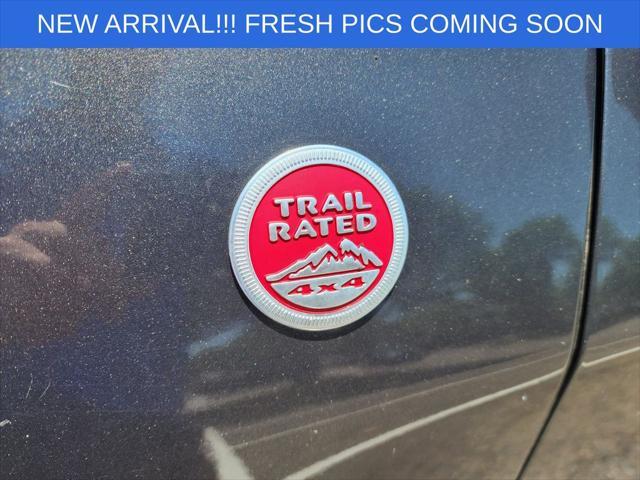 NEW ARRIVAL!!! FRESH PICS COMING SOON
TRAIL
RATED
4x4